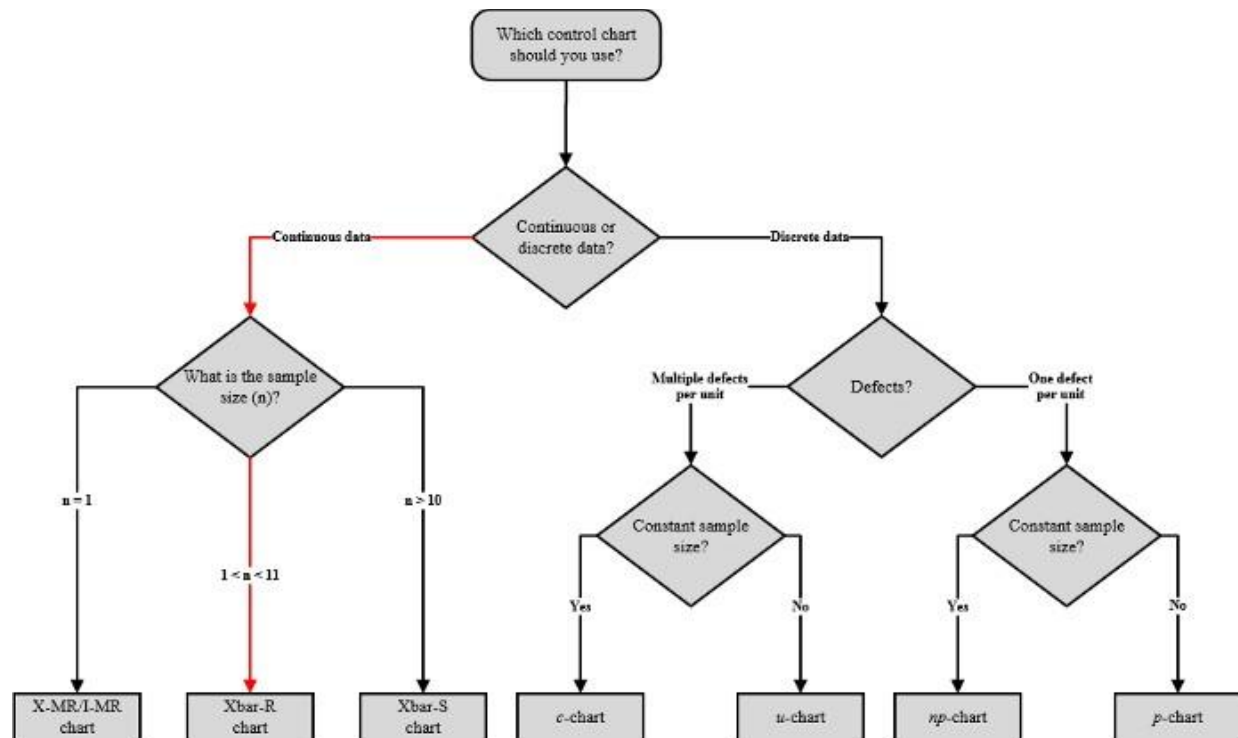 Which control chart
should you use?
Continuous or
discrete data?
Continuous data
Discrete data
What is the sample
size (n)?
Defects?
Multiple defects
per unit
One defect
per unit
n = 1
n > 10
1 < n < 11
Constant sample
size?
Constant sample
size?
Yes
No
Yes
No
X-MR/I-MR
chart
Xbar-R
chart
Xbar-S
chart
c-chart
u-chart
np-chart
p-chart